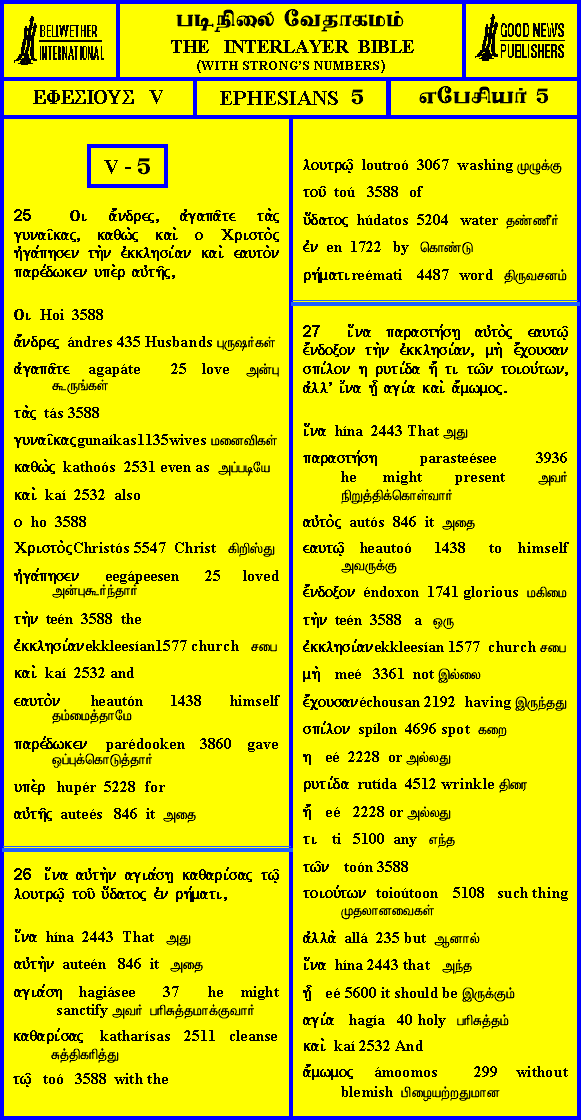 BELLWETHER
INTERNATIONAL
படிநிலை வேதாகமம்
THE INTERLAYER BIBLE
(WITH STRONG'S NUMBERS)
GOOD NEWS
PUBLISHERS
ΕΦΕΣΙΟΥΣ V
EPHESIANS 5
எபேசியர் 5
V - 5
25 Οι ἄνδρες, ἀγαπᾶτε τὰς
γυναῖκας, καθὼς καὶ ο Χριστὸς
ἠγάπησεν τὴν ἐκκλησίαν καὶ εαυτὸν
παρέδωκεν υπὲρ αὐτῆς,
Οι Hoi 3588
ἄνδρες ándres 435 Husbands புருஷர்கள்
ἀγαπᾶτε agapáte 25 love அன்பு
கூருங்கள்
τὰς tás 3588
γυναῖκας gunaíkas1135wives மனைவிகள்
καθὼς kathoós 2531 even as அப்படியே
καὶ kaí 2532 also
ο ho 3588
Χριστὸς Christós 5547 Christ கிறிஸ்து
ἠγάπησεν eegápeesen 25 loved
அன்புகூர்ந்தார்
τὴν teén 3588 the
ἐκκλησίαν ekkleesían1577 church சபை
καὶ kaí 2532 and
εαυτὸν heautón 1438 himself
தம்மைத்தாமே
παρέδωκεν parédooken 3860 gave
ஒப்புக்கொடுத்தார்
υπὲρ hupér 5228 for
αὐτῆς auteés 846 it அதை
26 ἵνα αὐτὴν αγιάση καθαρίσας τῷ
λουτρῷ τοῦ ὕδατος ἐν ρήματι,
ἵνα hína 2443 That அது
αὐτὴν auteén 846 it அதை
αγιάση hagiásee 37 he might
sanctify அவர் பரிசுத்தமாக்குவார்
καθαρίσας katharísas 2511 cleanse
சுத்திகரித்து
τῷ toó 3588 with the
λουτρῷ loutroó 3067 washing முழுக்கு
τοῦ toú 3588 of
ὕδατος húdatos 5204 water தண்ணீர்
ἐν en 1722 by கொண்டு
ρήματι reémati 4487 word திருவசனம்
27 ἵνα παραστήση αὐτὸς εαυτῷ
ἔνδοξον τὴν ἐκκλησίαν, μὴ ἔχουσαν
σπίλον η ρυτίδα ἤ τι τῶν τοιούτων,
ἀλλ' ἵνα ᾖ αγία καὶ ἄμωμος.
ἵνα hína 2443 That அது
παραστήση parasteésee 3936
he might present அவர்
நிறுத்திக்கொள்வார்
αὐτὸς autós 846 it அதை
εαυτῷ heautoó 1438 to himself
அவருக்கு
ἔνδοξον éndoxon 1741 glorious மகிமை
τὴν teén 3588 a ஒரு
ἐκκλησίαν ekkleesían 1577 church சபை
μὴ meé 3361 not இல்லை
ἔχουσαν échousan 2192 having இருந்தது
σπίλον spílon 4696 spot கறை
η eé 2228 or அல்லது
ρυτίδα rutída 4512 wrinkle திரை
ἤ eé 2228 or அல்லது
τι ti 5100 any எந்த
τῶν toón 3588
τοιούτων toioútoon 5108 such thing
முதலானவைகள்
ἀλλὰ allá 235 but ஆனால்
ἵνα hína 2443 that அந்த
ᾖ eé 5600 it should be இருக்கும்
αγία hagía 40 holy பரிசுத்தம்
καὶ kaí 2532 And
ἄμωμος ámoomos 299 without
blemish பிழையற்றதுமான